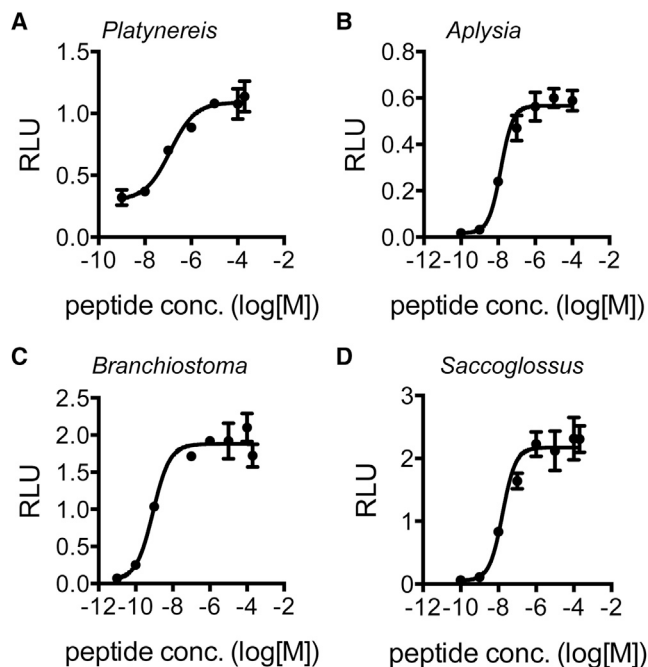 A Platynereis
1.5
1.0
0.5
0.0
RLU
-10 -8 -6 -4 -2
peptide conc. (log[M])
B Aplysia
0.8
0.6
0.4
0.2
0.0
RLU
-12 -10 -8 -6 -4 -2
peptide conc. (log[M])
C Branchiostoma
2.5
2.0
1.5
1.0
0.5
0.0
RLU
-12 -10 -8 -6 -4 -2
peptide conc. (log[M])
D Saccoglossus
3
2
1
0
RLU
-12 -10 -8 -6 -4 -2
peptide conc. (log[M])